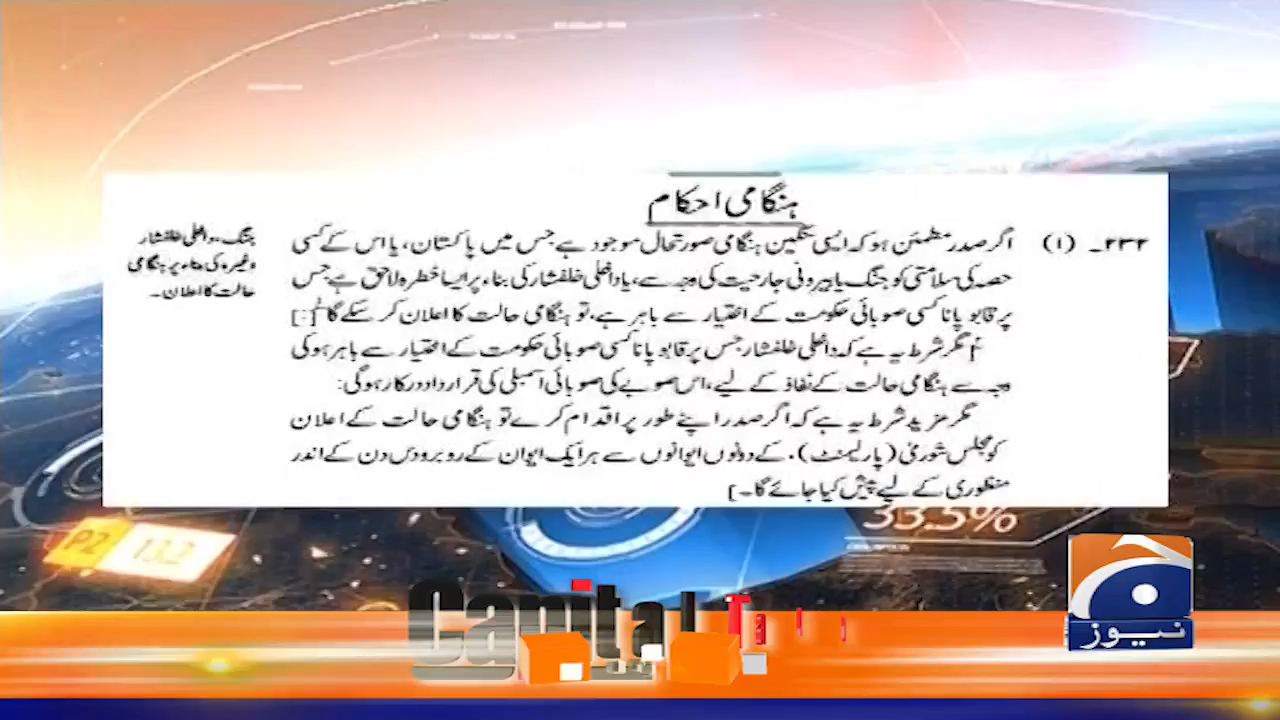 ہنگامی احکام
۲۳۲۔ (۱) اگر صدر مطمئن ہو کہ ایسی سنگین ہنگامی صورتحال موجود ہے جس میں پاکستان، یا اس کے کسی
حصہ کی سلامتی کو جنگ یا بیرونی جارحیت کی وجہ سے، یا داخلی خلفشار کی بناء پر ایسا خطرہ لاحق ہے جس
پر قابو پانا کسی صوبائی حکومت کے اختیار سے باہر ہے، تو ہنگامی حالت کا اعلان کر سکے گا [:]
[مگر شرط یہ ہے کہ داخلی خلفشار جس پر قابو پانا کسی صوبائی حکومت کے اختیار سے باہر ہو کی
وجہ سے ہنگامی حالت کے نفاذ کے لیے، اس صوبے کی صوبائی اسمبلی کی قرارداد درکار ہوگی:
مگر مزید شرط یہ ہے کہ اگر صدر اپنے طور پر اقدام کرے تو ہنگامی حالت کے اعلان
کو مجلس شوریٰ (پارلیمنٹ)، کے دونوں ایوانوں سے ہر ایک ایوان کے روبرو دس دن کے اندر
منظوری کے لیے پیش کیا جائے گا۔]
جنگ، داخلی خلفشار
وغیرہ کی بناء پر ہنگامی
حالت کا اعلان۔
33.5%
P2 13.2
Capital T
نیوز